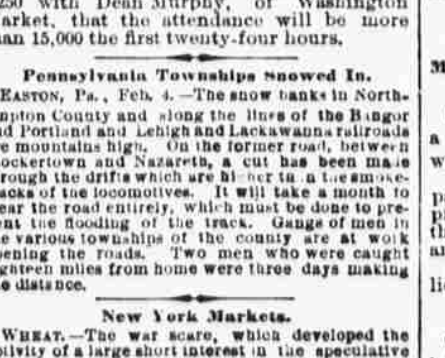 250 with Dean Murphy, of Washington
arket, that the attendance will be more
an 15,000 the first twenty-four hours.
Pennsylvania Townships Snowed In.
EASTON, Pa., Feb. 4.—The snow banks in North-
mpton County and along the lines of the Bangor
nd Portland and Lehigh and Lackawanna railroads
e mountains high. On the former road, between
ockertown and Nazareth, a cut has been made
rough the drifts which are higher than the smoke-
acks of the locomotives. It will take a month to
ear the road entirely, which must be done to pre-
ent the flooding of the track. Gangs of men in
e various townships of the county are at work
pening the roads. Two men who were caught
ghteen miles from home were three days making
e distance.
New York Markets.
WHEAT.—The war scare, which developed the
tivity of a large short interest in the speculative
M
a
w
p
th
an
li